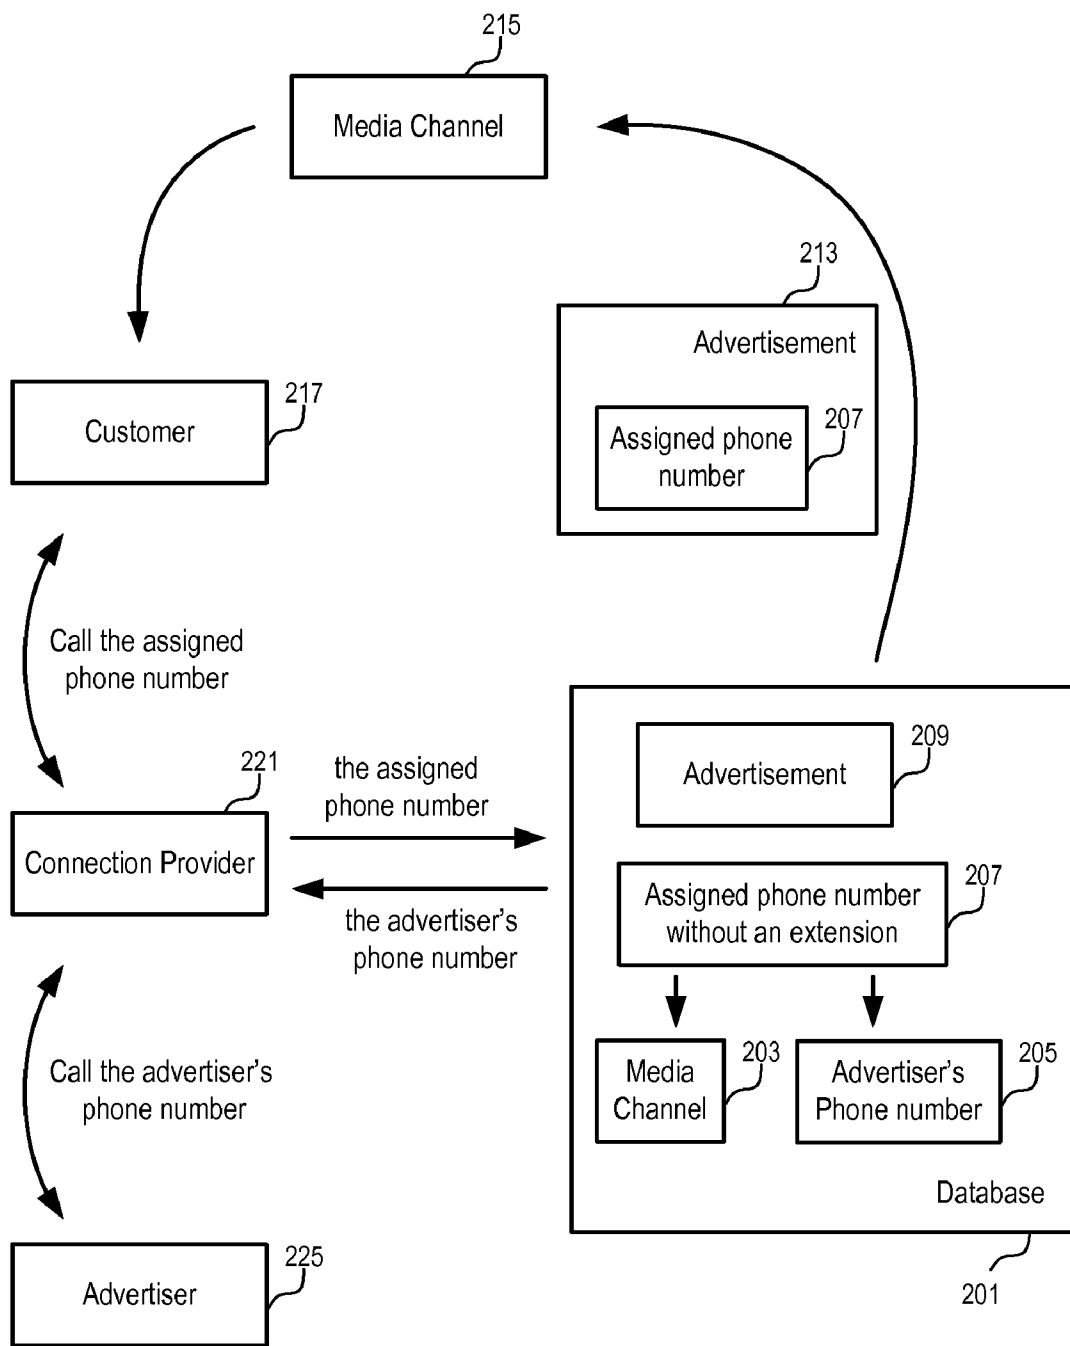 215
Media Channel
213
Advertisement
207
Assigned phone
number
217
Customer
Call the assigned
phone number
221
Connection Provider
the assigned
phone number
the advertiser's
phone number
209
Advertisement
207
Assigned phone number
without an extension
203
Media
Channel
205
Advertiser's
Phone number
Database
201
Call the advertiser's
phone number
225
Advertiser